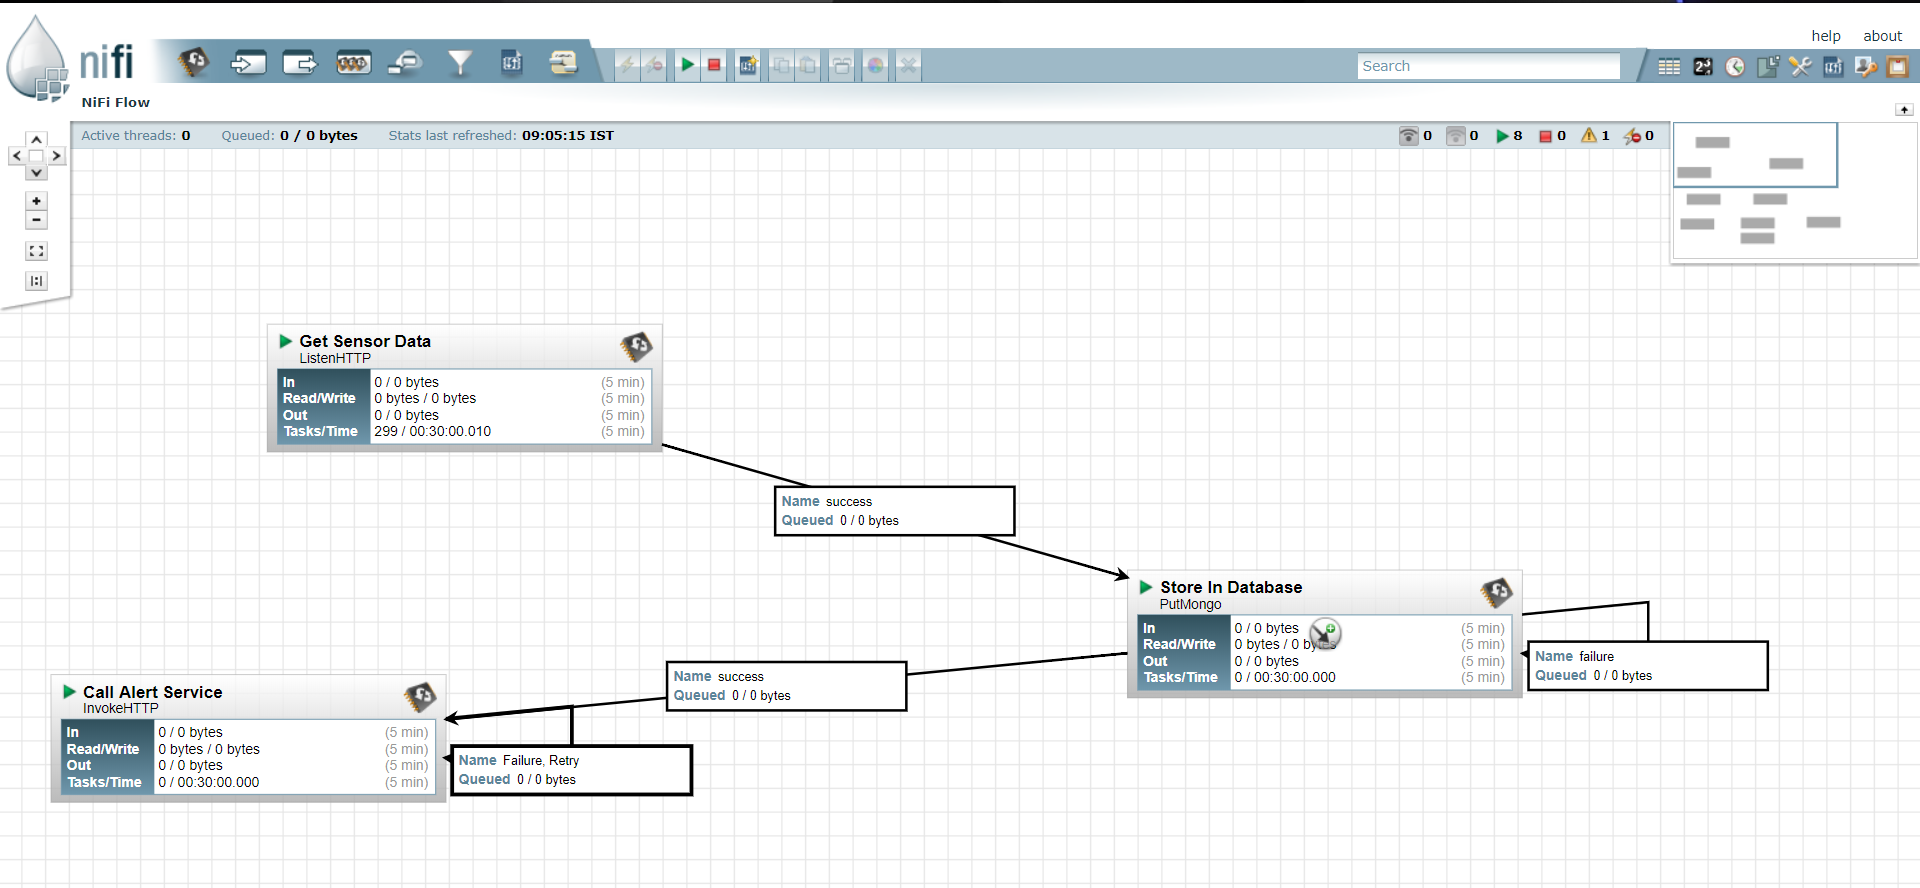 help about
nifi
Search
NiFi Flow
Active threads: 0 Queued: 0 / 0 bytes Stats last refreshed: 09:05:15 IST 0 0 8 0 1 0
Get Sensor Data
ListenHTTP
In 0 / 0 bytes (5 min)
Read/Write 0 bytes / 0 bytes (5 min)
Out 0 / 0 bytes (5 min)
Tasks/Time 299 / 00:30:00.010 (5 min)
Name success
Queued 0 / 0 bytes
Store In Database
PutMongo
In 0 / 0 bytes (5 min)
Read/Write 0 bytes / 0 bytes (5 min)
Out 0 / 0 bytes (5 min)
Tasks/Time 0 / 00:30:00.000 (5 min)
Name failure
Queued 0 / 0 bytes
Name success
Queued 0 / 0 bytes
Call Alert Service
InvokeHTTP
In 0 / 0 bytes (5 min)
Read/Write 0 bytes / 0 bytes (5 min)
Out 0 / 0 bytes (5 min)
Tasks/Time 0 / 00:30:00.000 (5 min)
Name Failure, Retry
Queued 0 / 0 bytes